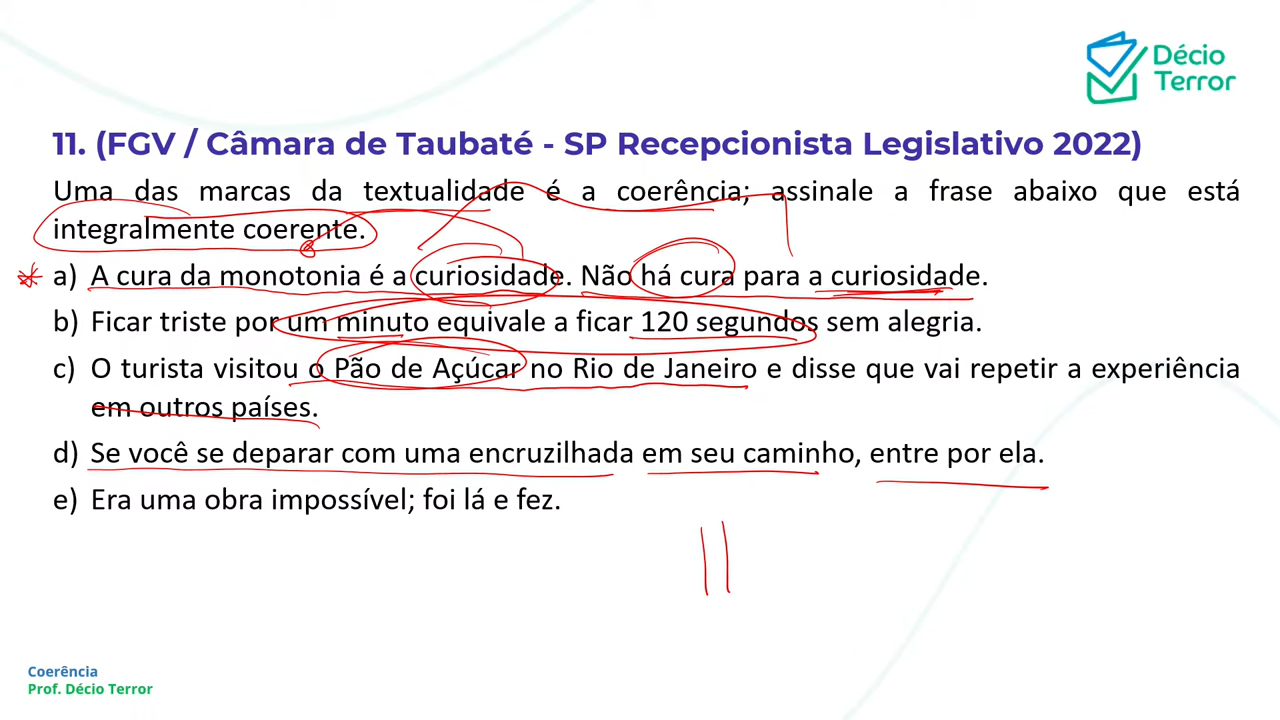 Décio
Terror
11. (FGV / Câmara de Taubaté - SP Recepcionista Legislativo 2022)
Uma das marcas da textualidade é a coerência; assinale a frase abaixo que está
integralmente coerente.
a) A cura da monotonia é a curiosidade. Não há cura para a curiosidade.
b) Ficar triste por um minuto equivale a ficar 120 segundos sem alegria.
c) O turista visitou o Pão de Açúcar no Rio de Janeiro e disse que vai repetir a experiência
em outros países.
d) Se você se deparar com uma encruzilhada em seu caminho, entre por ela.
e) Era uma obra impossível; foi lá e fez.
Coerência
Prof. Décio Terror